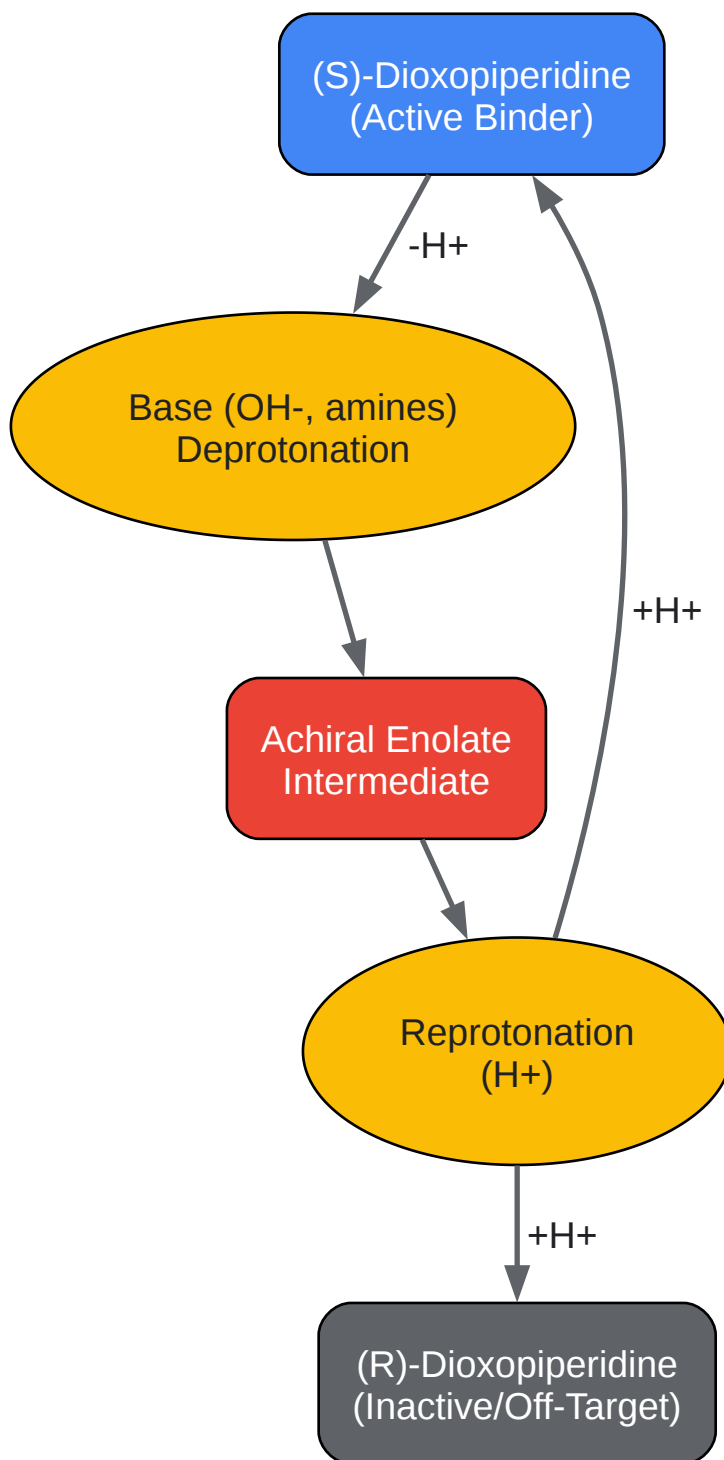 (S)-Dioxopiperidine
(Active Binder)
-H+
Base (OH-, amines)
Deprotonation
+H+
Achiral Enolate
Intermediate
Reprotonation
(H+)
+H+
(R)-Dioxopiperidine
(Inactive/Off-Target)